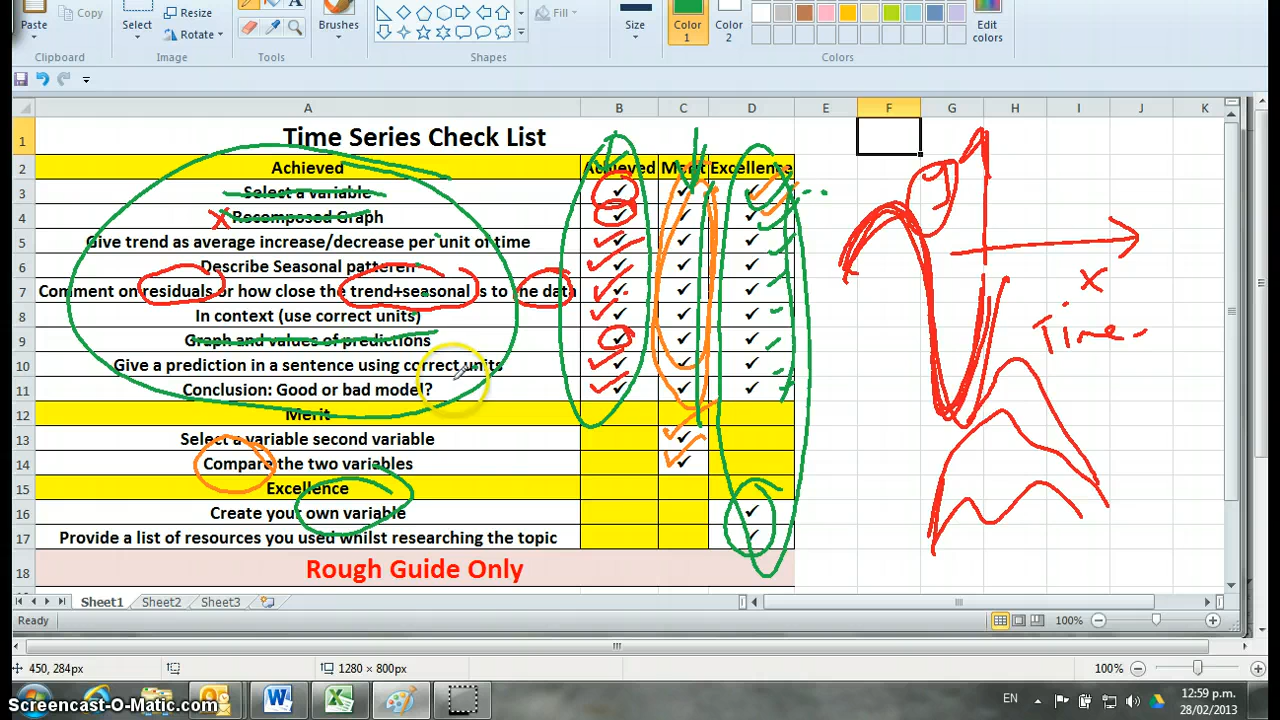 Paste
Copy
Select
Resize
Rotate
A
Brushes
Fill
Size
Color 1
Color 2
Edit colors
Clipboard
Image
Tools
Shapes
Colors
A B C D E F G H I J K
1 Time Series Check List
2 Achieved Achieved Merit Excellence
3 Select a variable ✓ ✓ ✓
4 Recomposed Graph ✓ ✓ ✓
5 Give trend as average increase/decrease per unit of time ✓ ✓ ✓
6 Describe Seasonal patteren ✓ ✓ ✓
7 Comment on residuals or how close the trend+seasonal is to the data ✓ ✓ ✓
8 In context (use correct units) ✓ ✓ ✓
9 Graph and values of predictions ✓ ✓ ✓
10 Give a prediction in a sentence using correct units ✓ ✓ ✓
11 Conclusion: Good or bad model? ✓ ✓ ✓
12 Merit
13 Select a variable second variable ✓
14 Compare the two variables ✓
15 Excellence
16 Create your own variable ✓
17 Provide a list of resources you used whilst researching the topic ✓
18 Rough Guide Only
x
Time
Sheet1 Sheet2 Sheet3
Ready 100%
450, 284px 1280 × 800px 100%
EN 12:59 p.m.
28/02/2013
Screencast-O-Matic.com